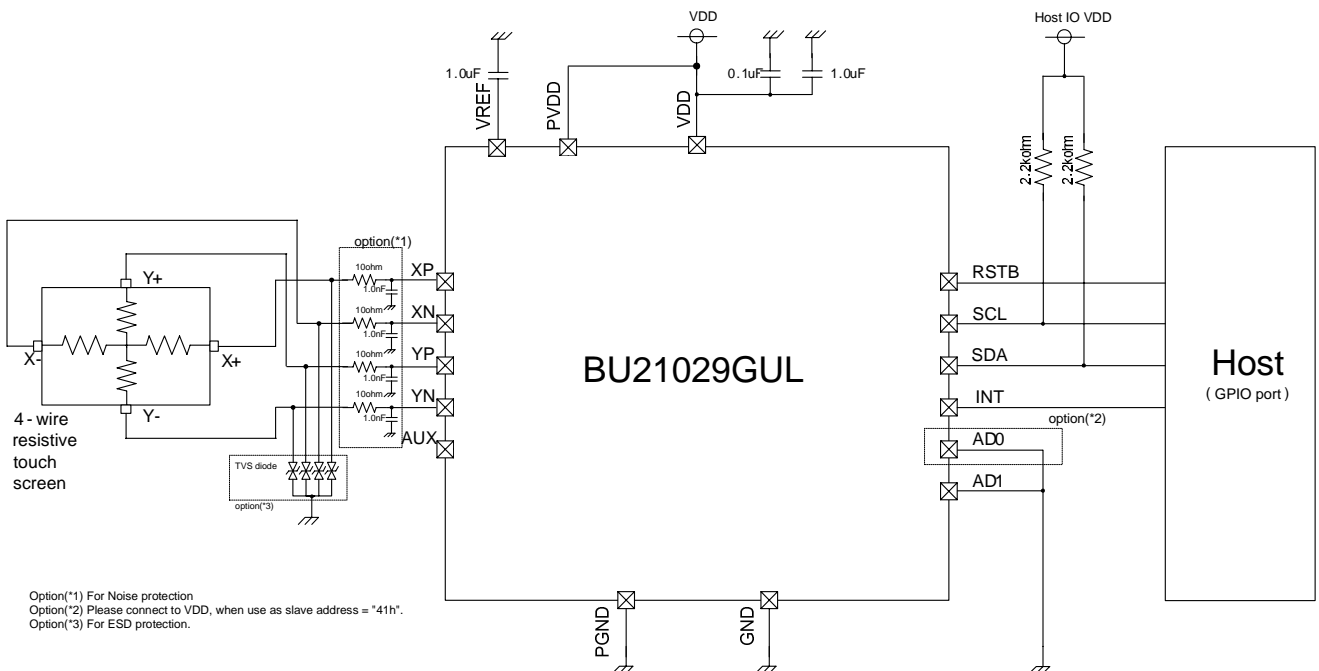 VDD
Host IO VDD
1.0uF
0.1uF
1.0uF
VREF
PVDD
VDD
2.2kohm
2.2kohm
option(*1)
10ohm
1.0nF
XP
10ohm
1.0nF
XN
10ohm
1.0nF
YP
10ohm
1.0nF
YN
AUX
Y+
X-
X+
Y-
4-wire
resistive
touch
screen
TVS diode
option(*3)
BU21029GUL
RSTB
SCL
SDA
INT
option(*2)
AD0
AD1
Host
( GPIO port )
PGND
GND
Option(*1) For Noise protection
Option(*2) Please connect to VDD, when use as slave address = "41h".
Option(*3) For ESD protection.